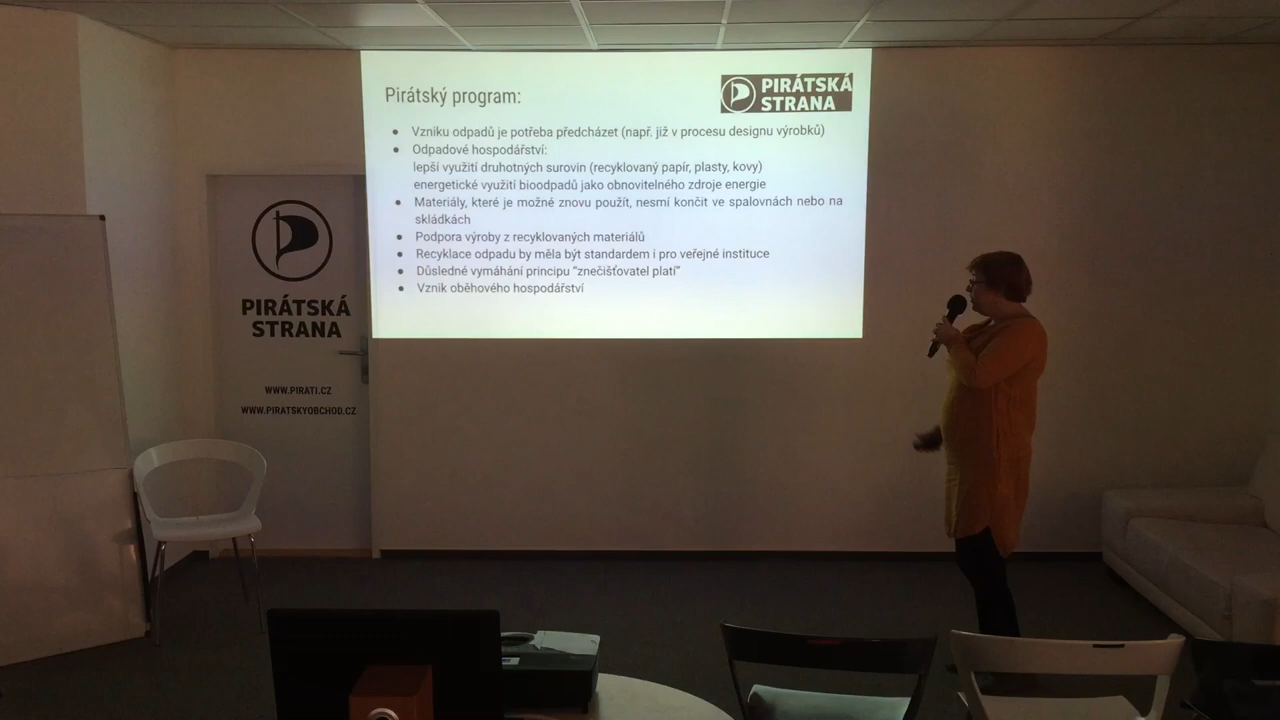 Pirátský program:
PIRÁTSKÁ
STRANA
Vzniku odpadů je potřeba předcházet (např. již v procesu designu výrobků)
Odpadové hospodářství:
lepší využití druhotných surovin (recyklovaný papír, plasty, kovy)
energetické využití bioodpadů jako obnovitelného zdroje energie
Materiály, které je možné znovu použít, nesmí končit ve spalovnách nebo na
skládkách
Podpora výroby z recyklovaných materiálů
Recyklace odpadu by měla být standardem i pro veřejné instituce
Důsledné vymáhání principu "znečišťovatel platí"
Vznik oběhového hospodářství
PIRÁTSKÁ
STRANA
WWW.PIRATI.CZ
WWW.PIRATSKYOBCHOD.CZ